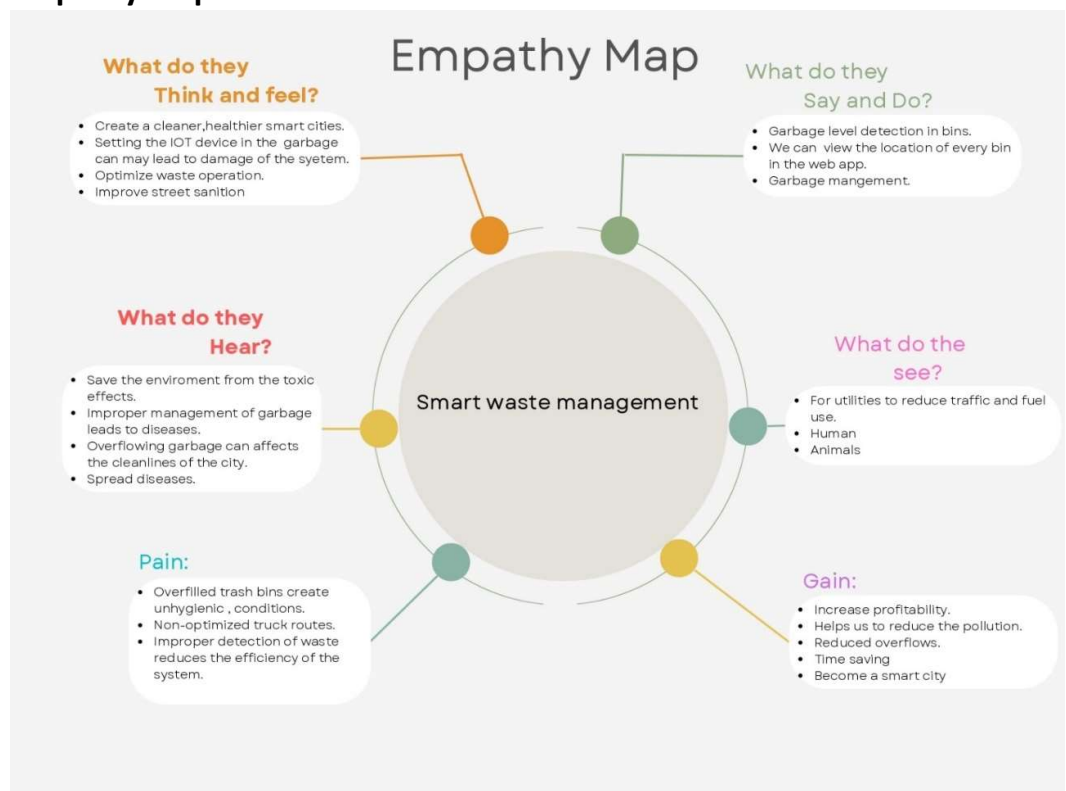 Empathy Map
What do they
Think and feel?
• Create a cleaner,healthier smart cities.
• Setting the IOT device in the garbage
can may lead to damage of the syetem.
• Optimize waste operation.
• Improve street sanition
What do they
Say and Do?
• Garbage level detection in bins.
• We can view the location of every bin
in the web app.
• Garbage mangement.
What do they
Hear?
• Save the enviroment from the toxic
effects.
• Improper management of garbage
leads to diseases.
• Overflowing garbage can affects
the cleanlines of the city.
• Spread diseases.
Smart waste management
What do the
see?
• For utilities to reduce traffic and fuel
use.
• Human
• Animals
Pain:
• Overfilled trash bins create
unhygienic , conditions.
• Non-optimized truck routes.
• Improper detection of waste
reduces the efficiency of the
system.
Gain:
• Increase profitability.
• Helps us to reduce the pollution.
• Reduced overflows.
• Time saving
• Become a smart city